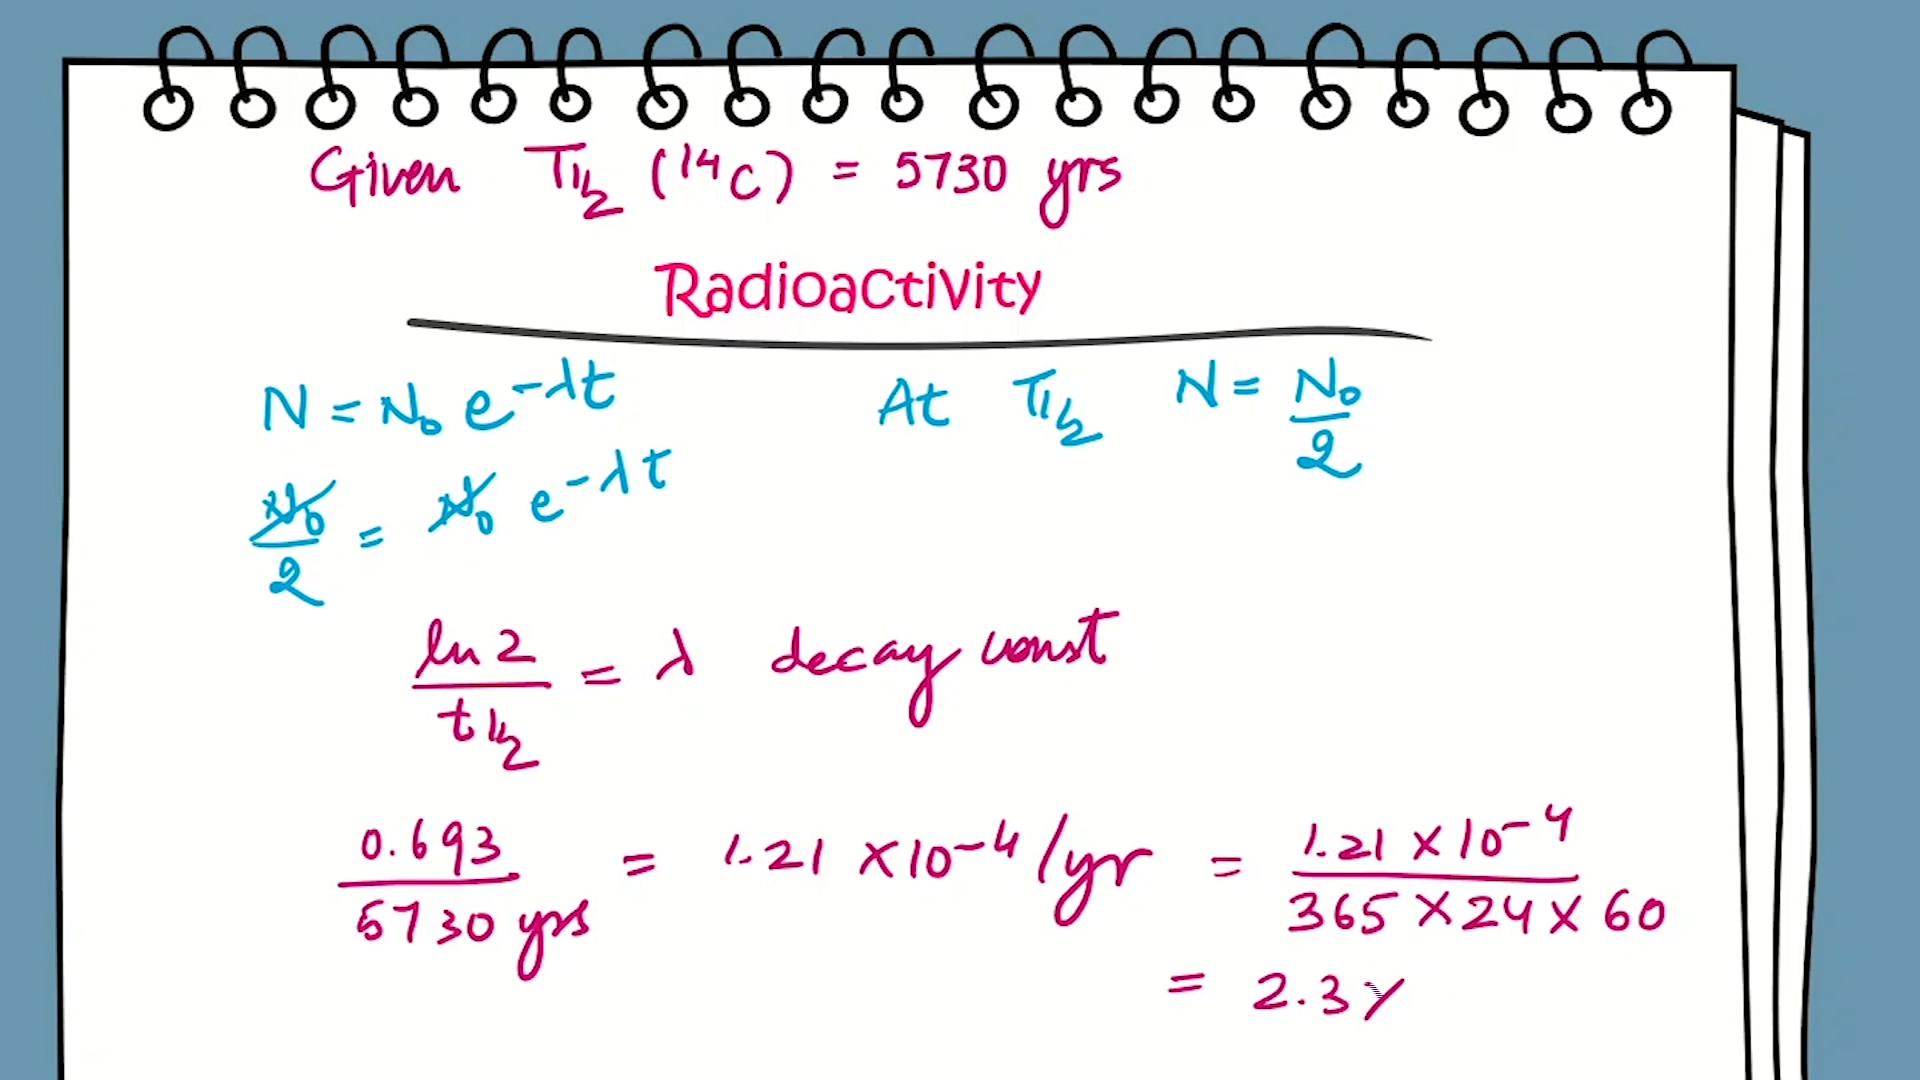 Given T1/2 (¹⁴C) = 5730 yrs
Radioactivity
N = N₀ e^-λt At T1/2 N = N₀/2
N₀/2 = N₀ e^-λt
ln 2/t1/2 = λ decay const
0.693/5730 yrs = 1.21 × 10^-4 /yr = 1.21 × 10^-4/365 × 24 × 60
= 2.3 ×